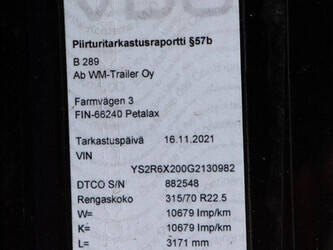 VDO
Piirturitarkastusraportti §57b
B 289
Ab WM-Trailer Oy
Farmvägen 3
FIN-66240 Petalax
Tarkastuspäivä 16.11.2021
VIN
YS2R6X200G2130982
DTCO S/N 882548
Rengaskoko 315/70 R22.5
W= 10679 Imp/km
K= 10679 Imp/km
L= 3171 mm